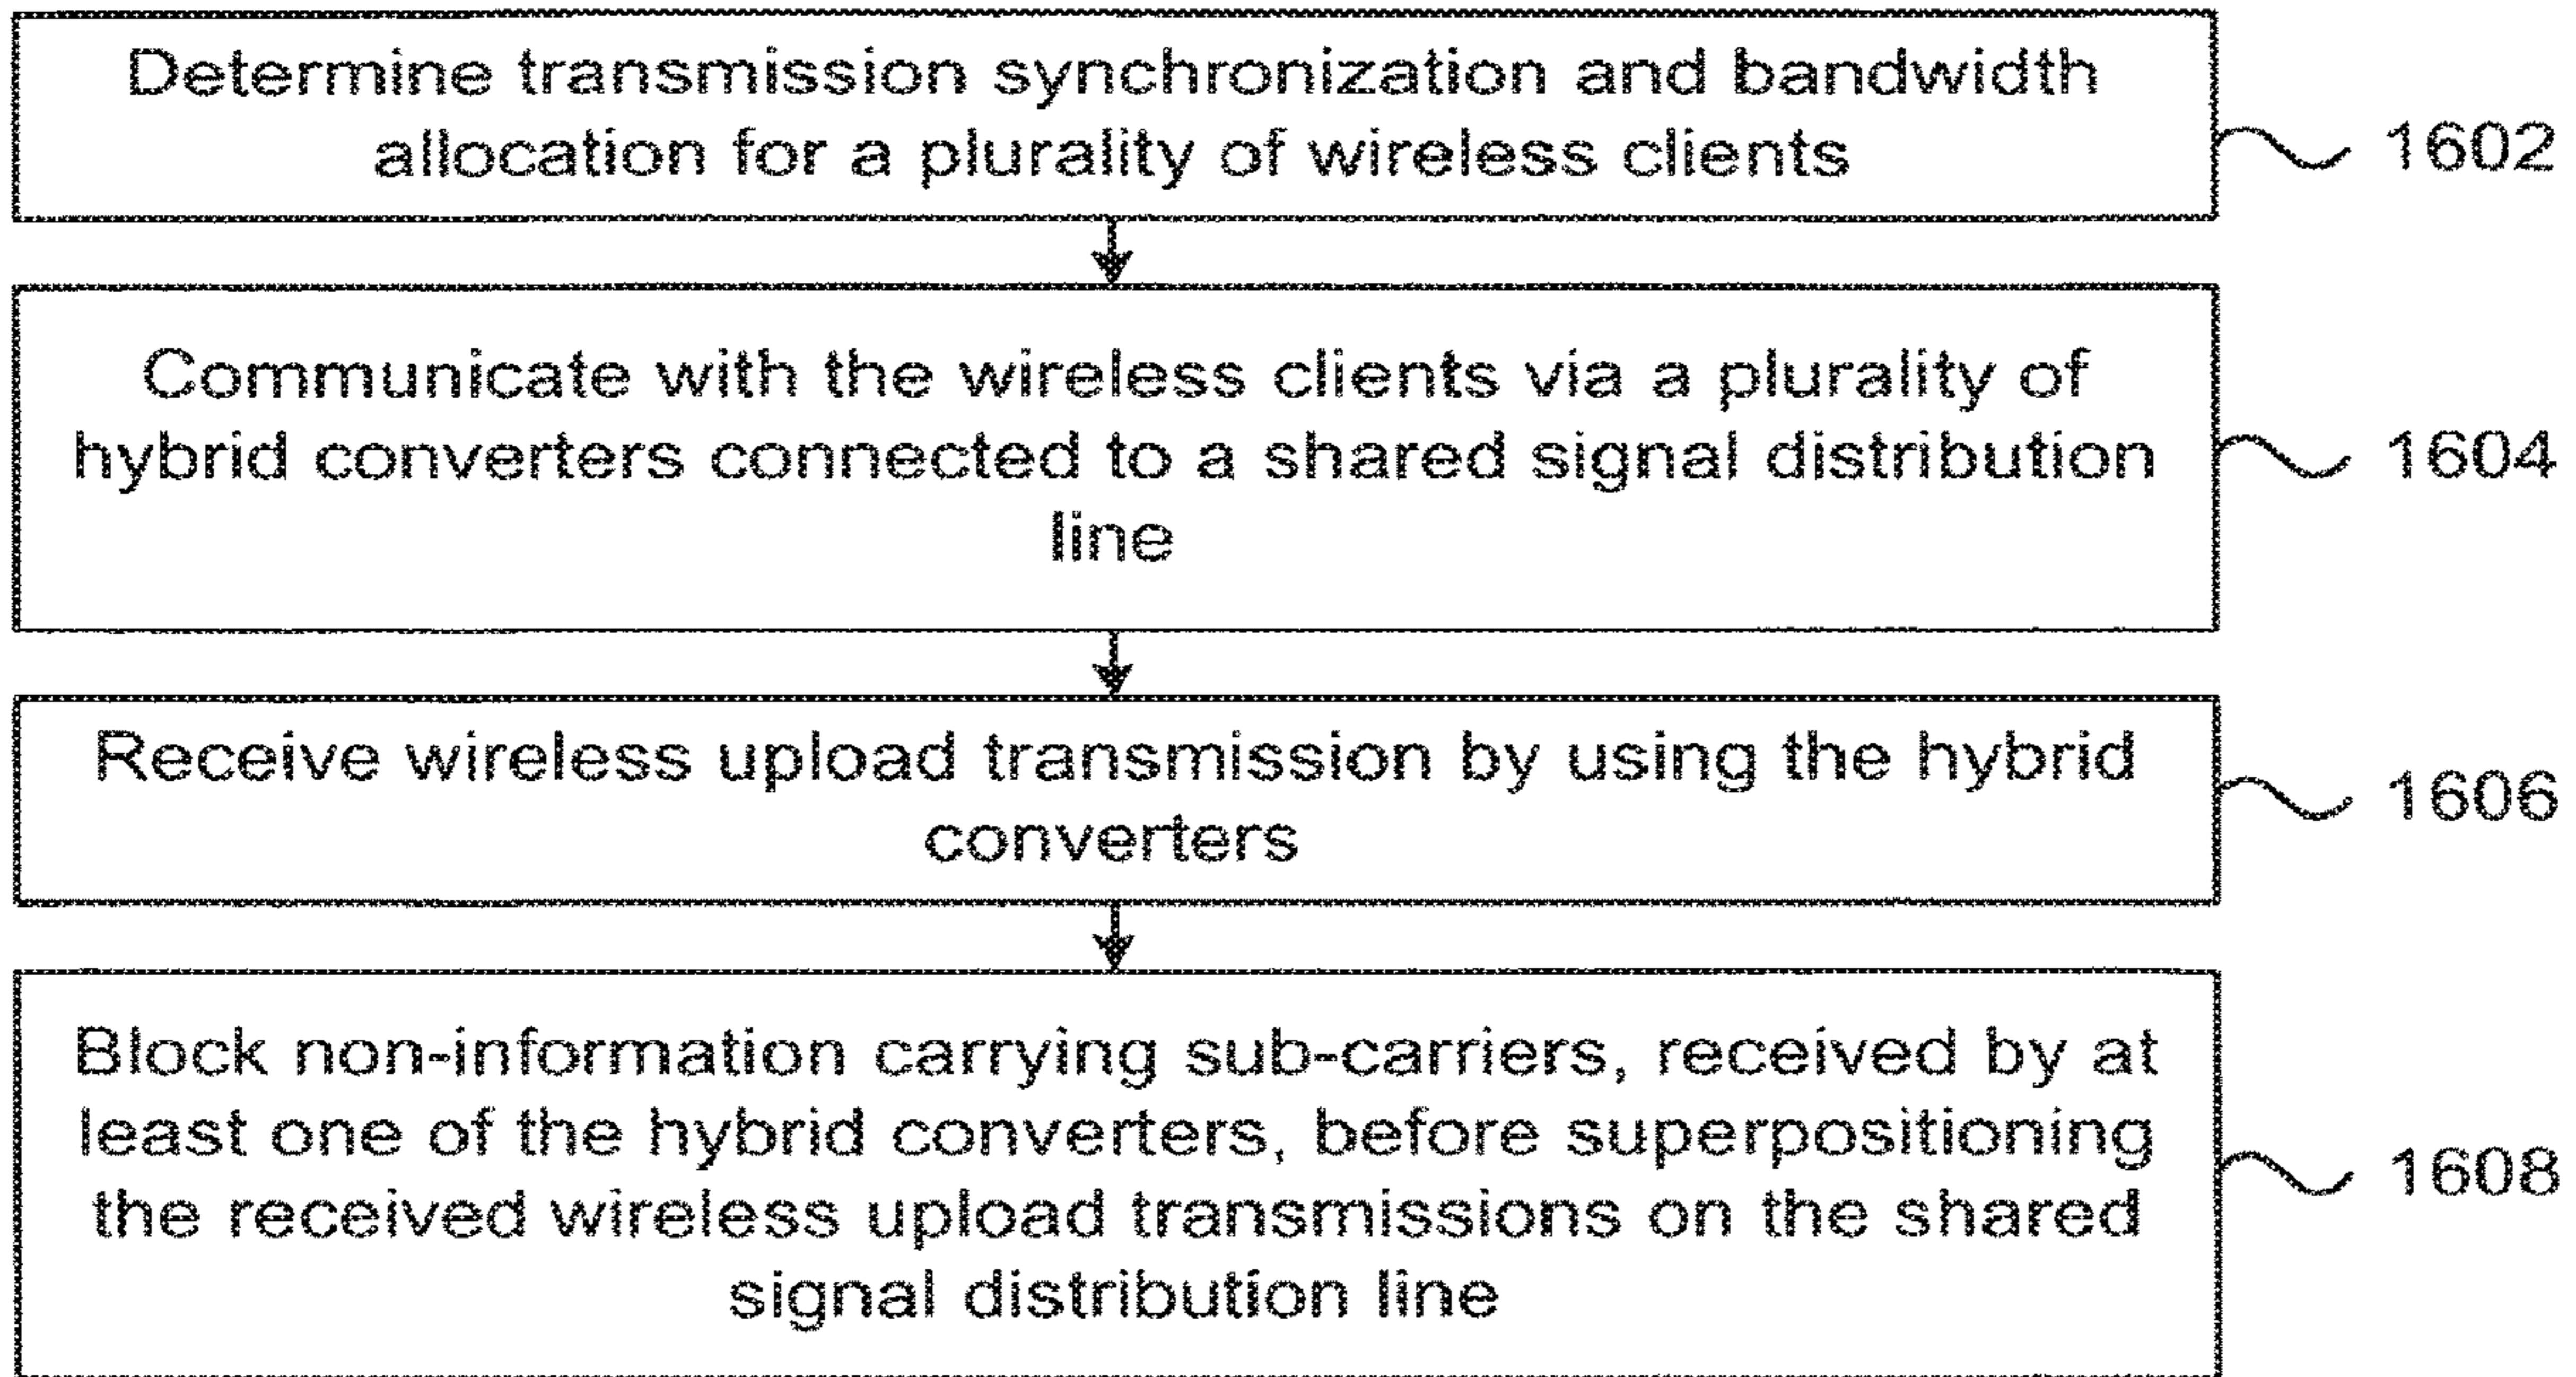 Determine transmission synchronization and bandwidth
allocation for a plurality of wireless clients
1602
Communicate with the wireless clients via a plurality of
hybrid converters connected to a shared signal distribution
line
1604
Receive wireless upload transmission by using the hybrid
converters
1606
Block non-information carrying sub-carriers, received by at
least one of the hybrid converters, before superpositioning
the received wireless upload transmissions on the shared
signal distribution line
1608